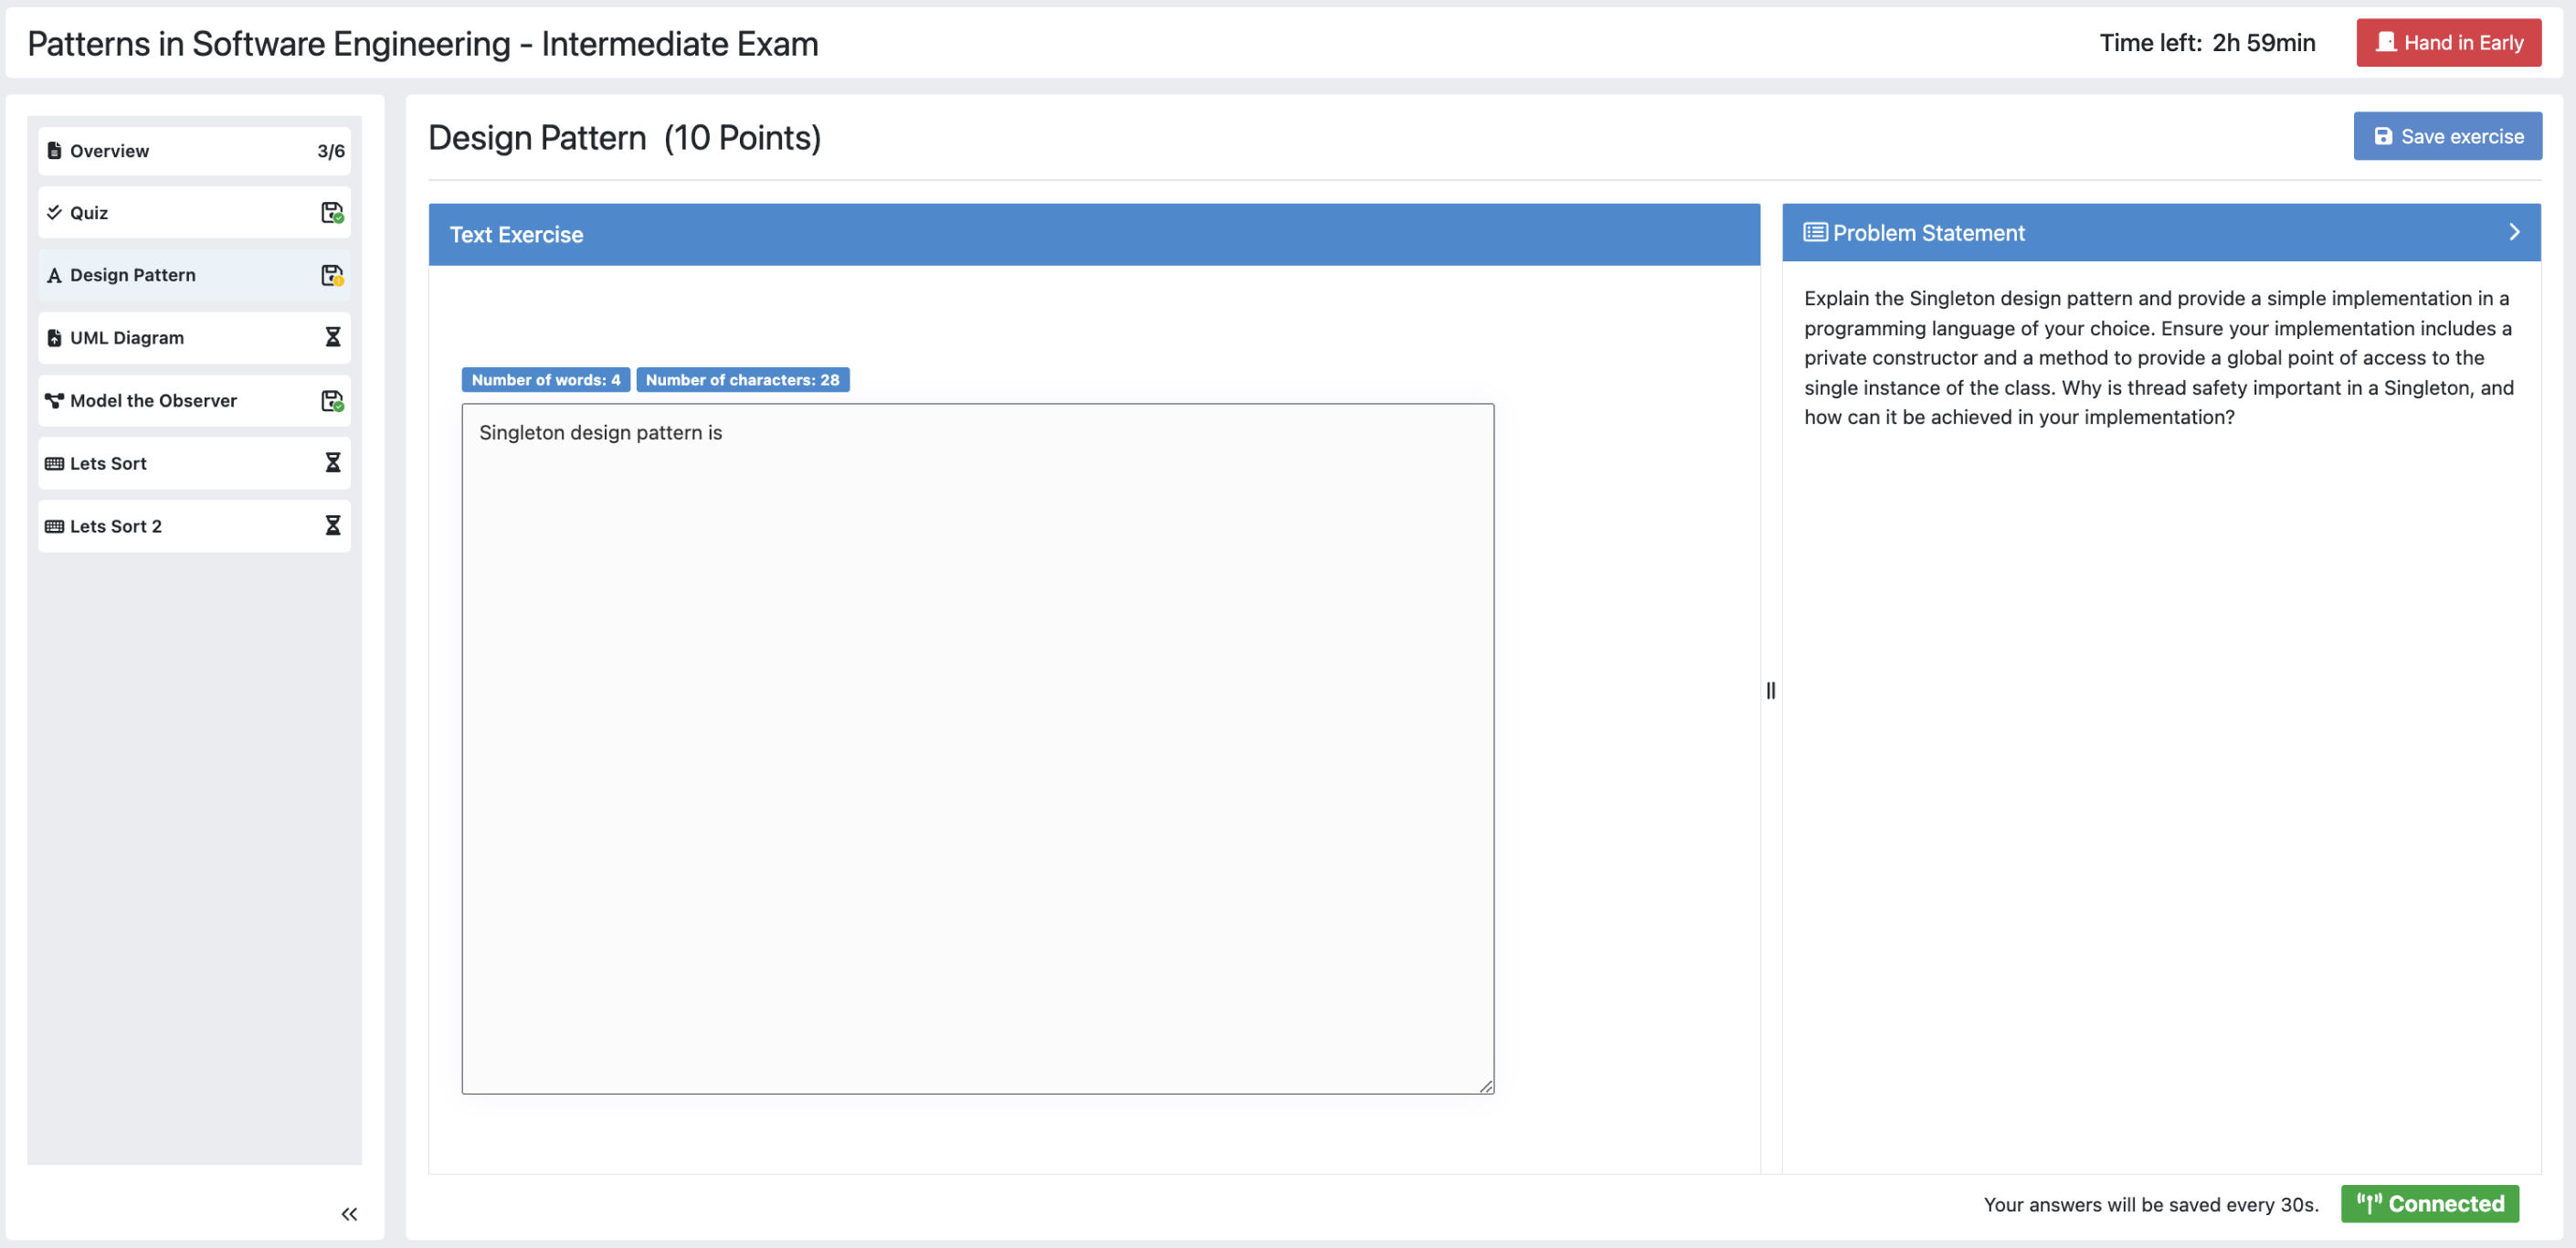 Patterns in Software Engineering - Intermediate Exam
Time left: 2h 59min
Hand in Early
Overview 3/6
Quiz
Design Pattern
UML Diagram
Model the Observer
Lets Sort
Lets Sort 2
Design Pattern (10 Points)
Save exercise
Text Exercise
Number of words: 4 Number of characters: 28
Singleton design pattern is
Problem Statement
Explain the Singleton design pattern and provide a simple implementation in a
programming language of your choice. Ensure your implementation includes a
private constructor and a method to provide a global point of access to the
single instance of the class. Why is thread safety important in a Singleton, and
how can it be achieved in your implementation?
Your answers will be saved every 30s.
Connected